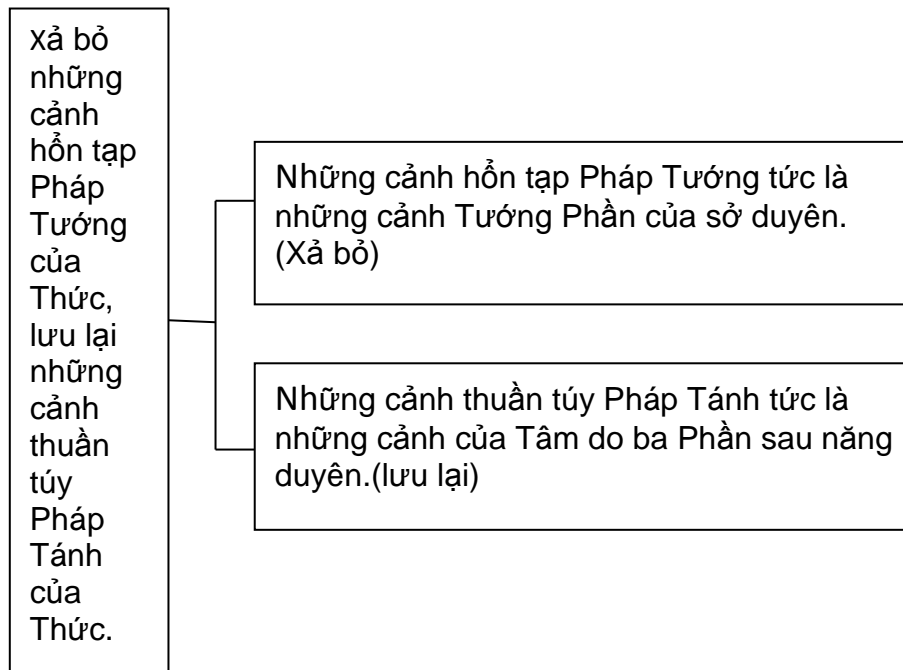 Xả bỏ
những
cảnh
hổn tạp
Pháp
Tướng
của
Thức,
lưu lại
những
cảnh
thuần
túy
Pháp
Tánh
của
Thức.
Những cảnh hổn tạp Pháp Tướng tức là
những cảnh Tướng Phần của sở duyên.
(Xả bỏ)
Những cảnh thuần túy Pháp Tánh tức là
những cảnh của Tâm do ba Phần sau năng
duyên.(lưu lại)